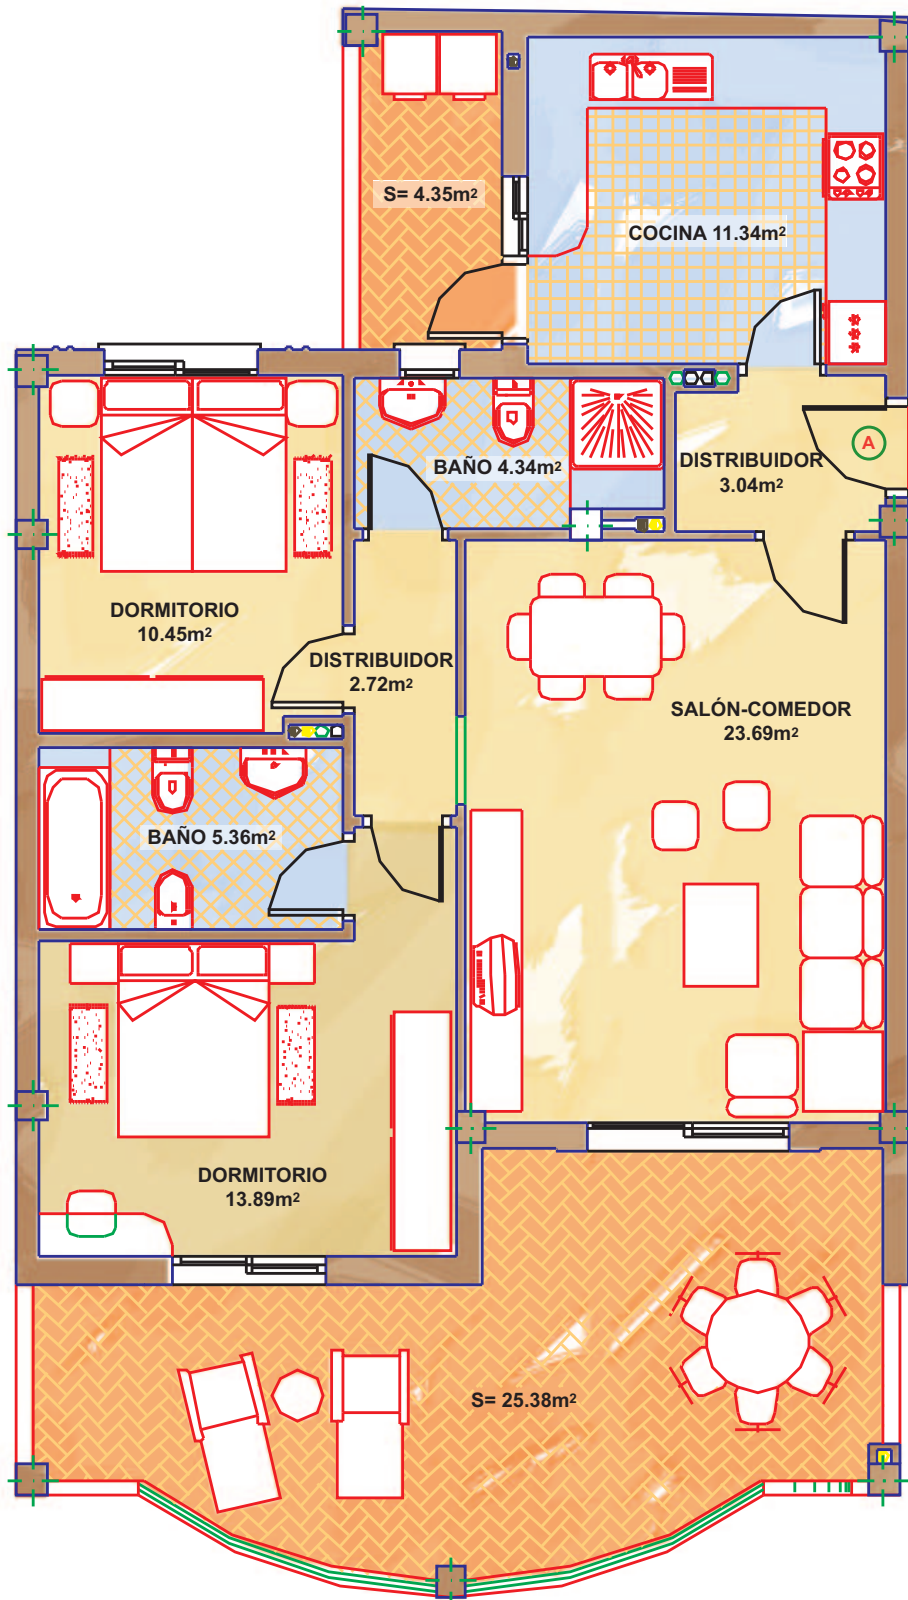 S= 4.35m²
COCINA 11.34m²
BAÑO 4.34m²
DISTRIBUIDOR
3.04m²
A
DORMITORIO
10.45m²
DISTRIBUIDOR
2.72m²
SALÓN-COMEDOR
23.69m²
BAÑO 5.36m²
DORMITORIO
13.89m²
S= 25.38m²